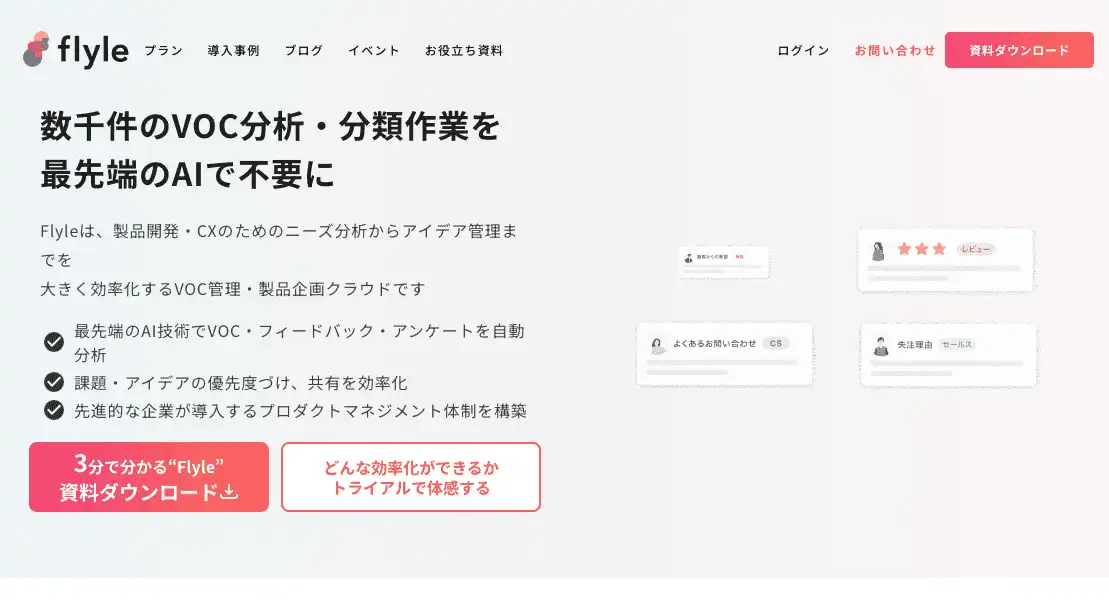 flyle
プラン 導入事例 ブログ イベント お役立ち資料
ログイン お問い合わせ 資料ダウンロード
数千件のVOC分析・分類作業を
最先端のAIで不要に
Flyleは、製品開発・CXのためのニーズ分析からアイデア管理ま
でを
大きく効率化するVOC管理・製品企画クラウドです
最先端のAI技術でVOC・フィードバック・アンケートを自動
分析
課題・アイデアの優先度づけ、共有を効率化
先進的な企業が導入するプロダクトマネジメント体制を構築
3分で分かる“Flyle”
資料ダウンロード
どんな効率化ができるか
トライアルで体感する
レビュー
よくあるお問い合わせ CS
失注理由 セールス